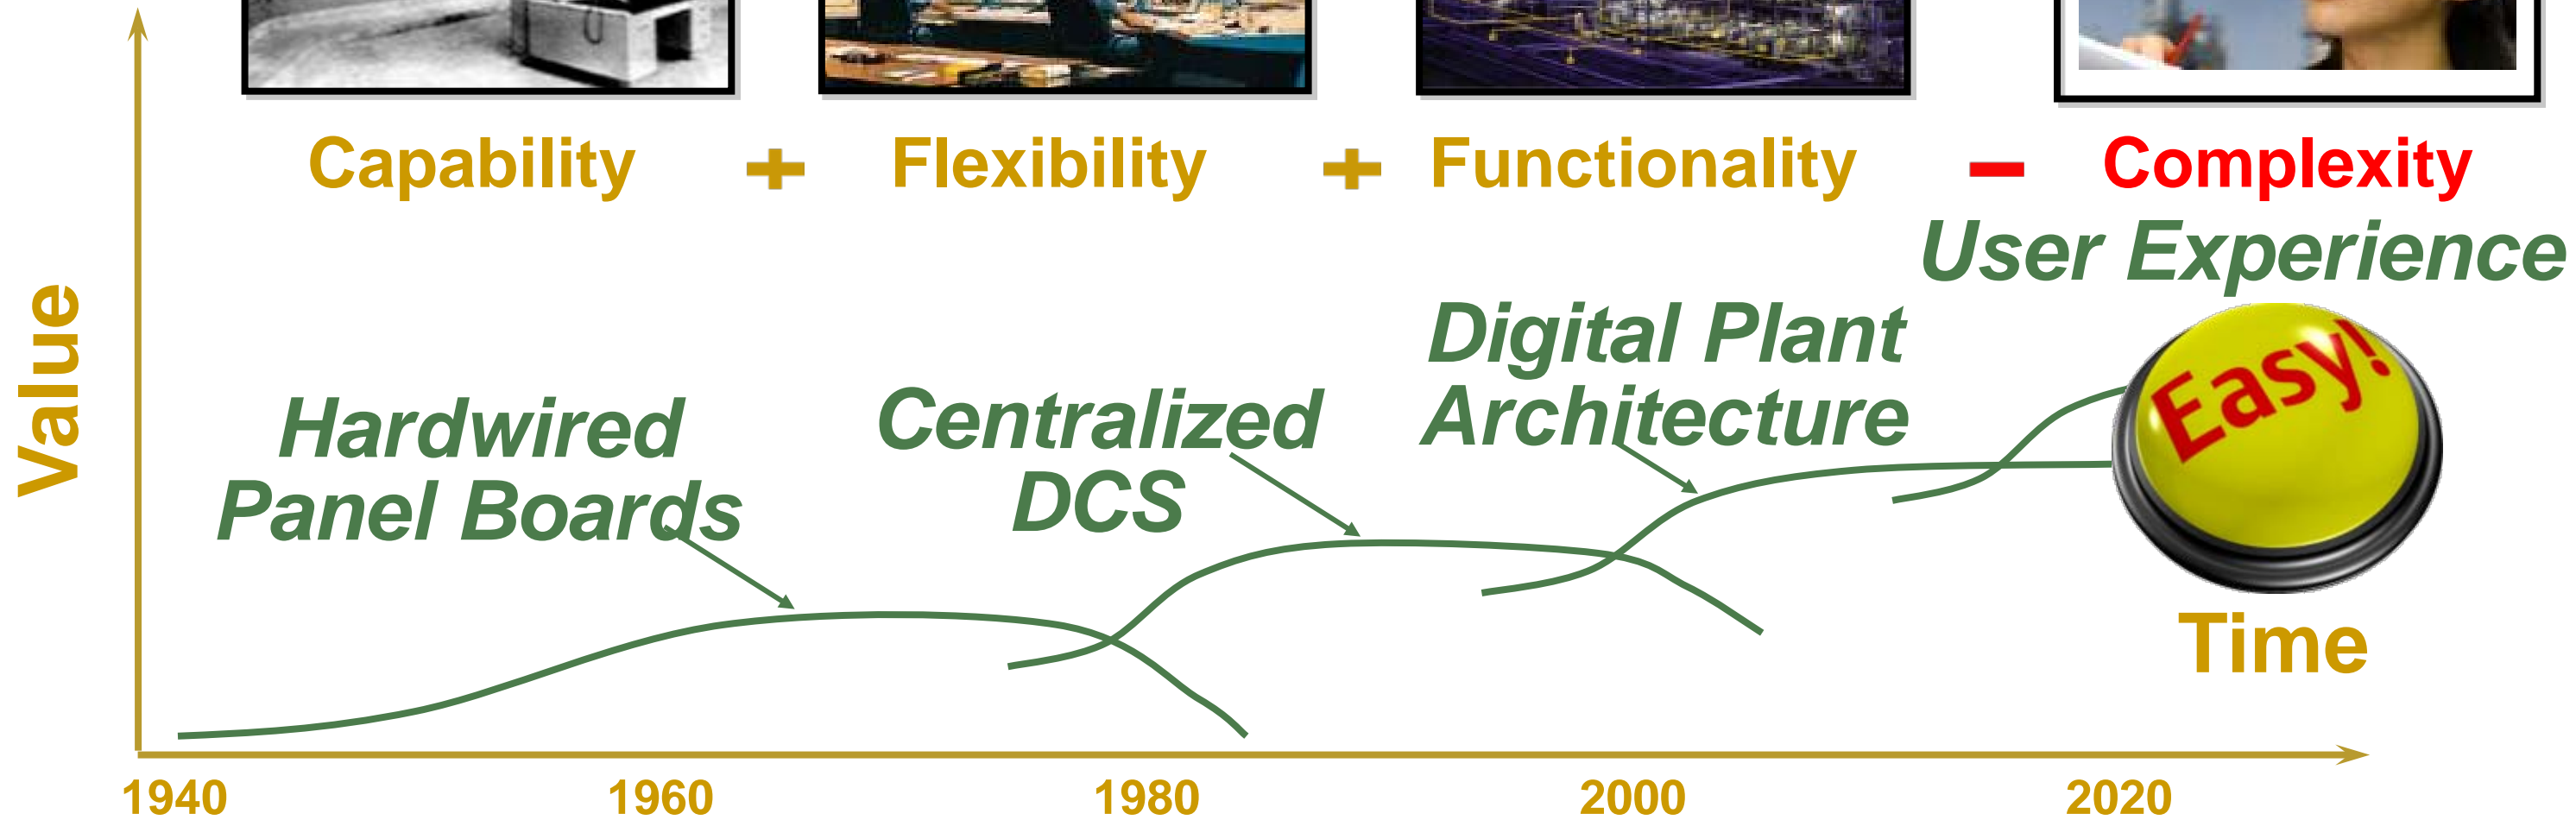 Capability + Flexibility + Functionality – Complexity
User Experience
Digital Plant
Architecture
Centralized
DCS
Hardwired
Panel Boards
Value
Easy!
Time
1940 1960 1980 2000 2020